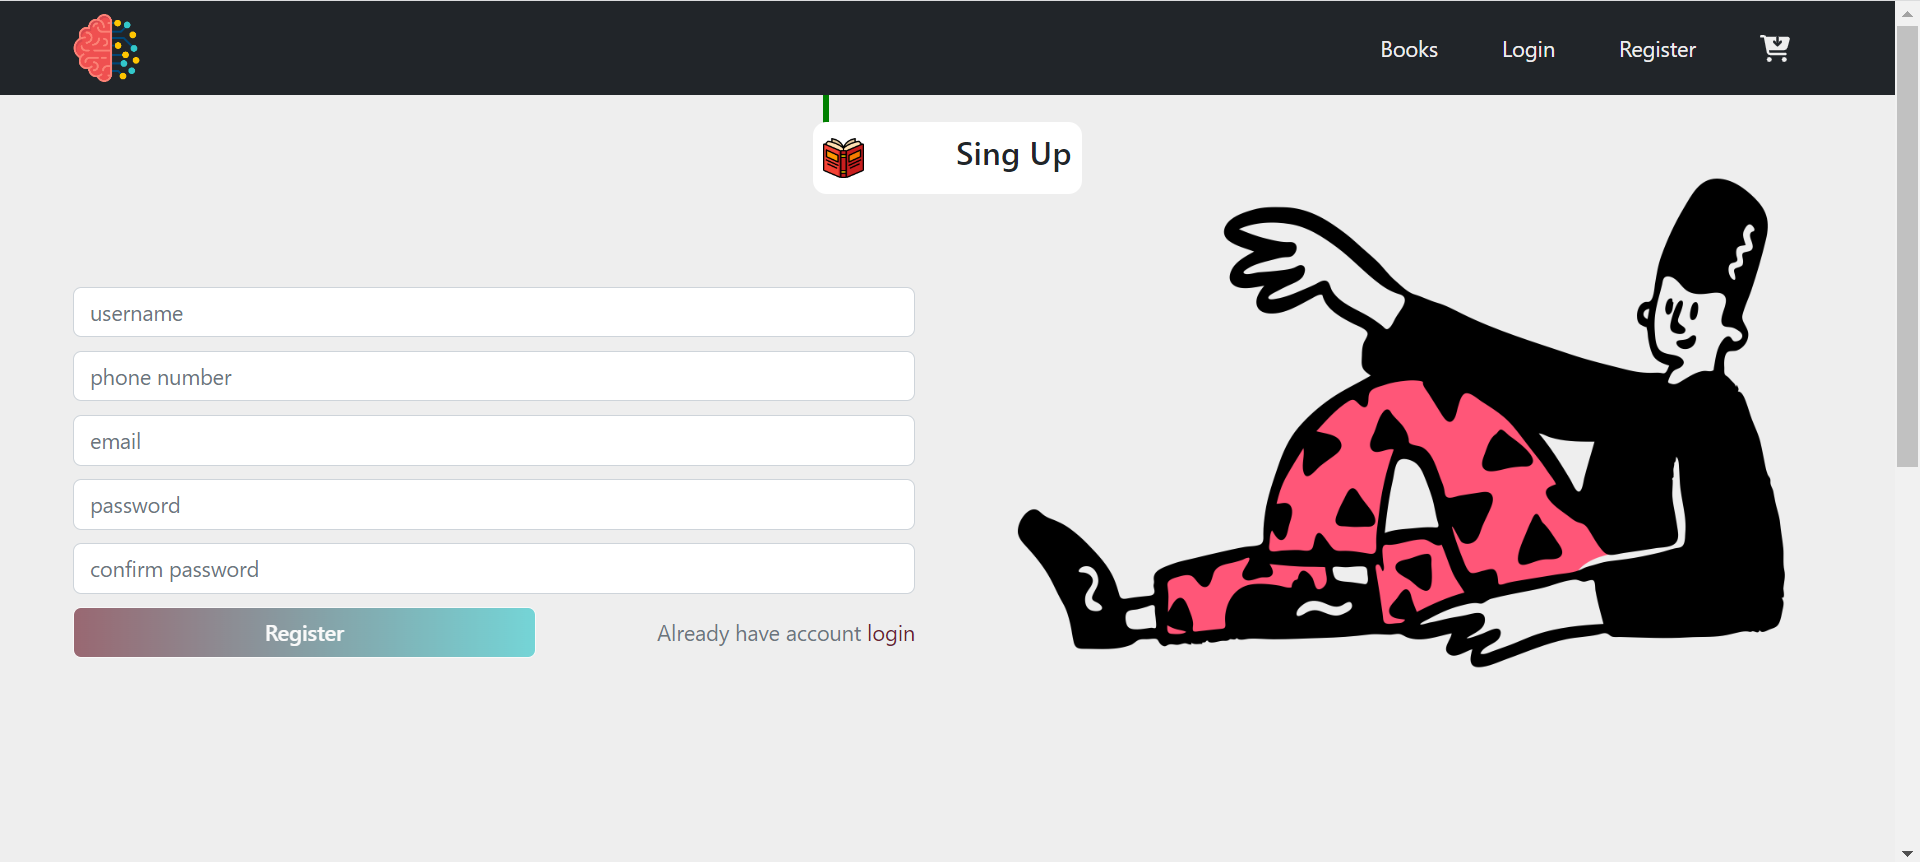 Books Login Register
Sing Up
username
phone number
email
password
confirm password
Register Already have account login